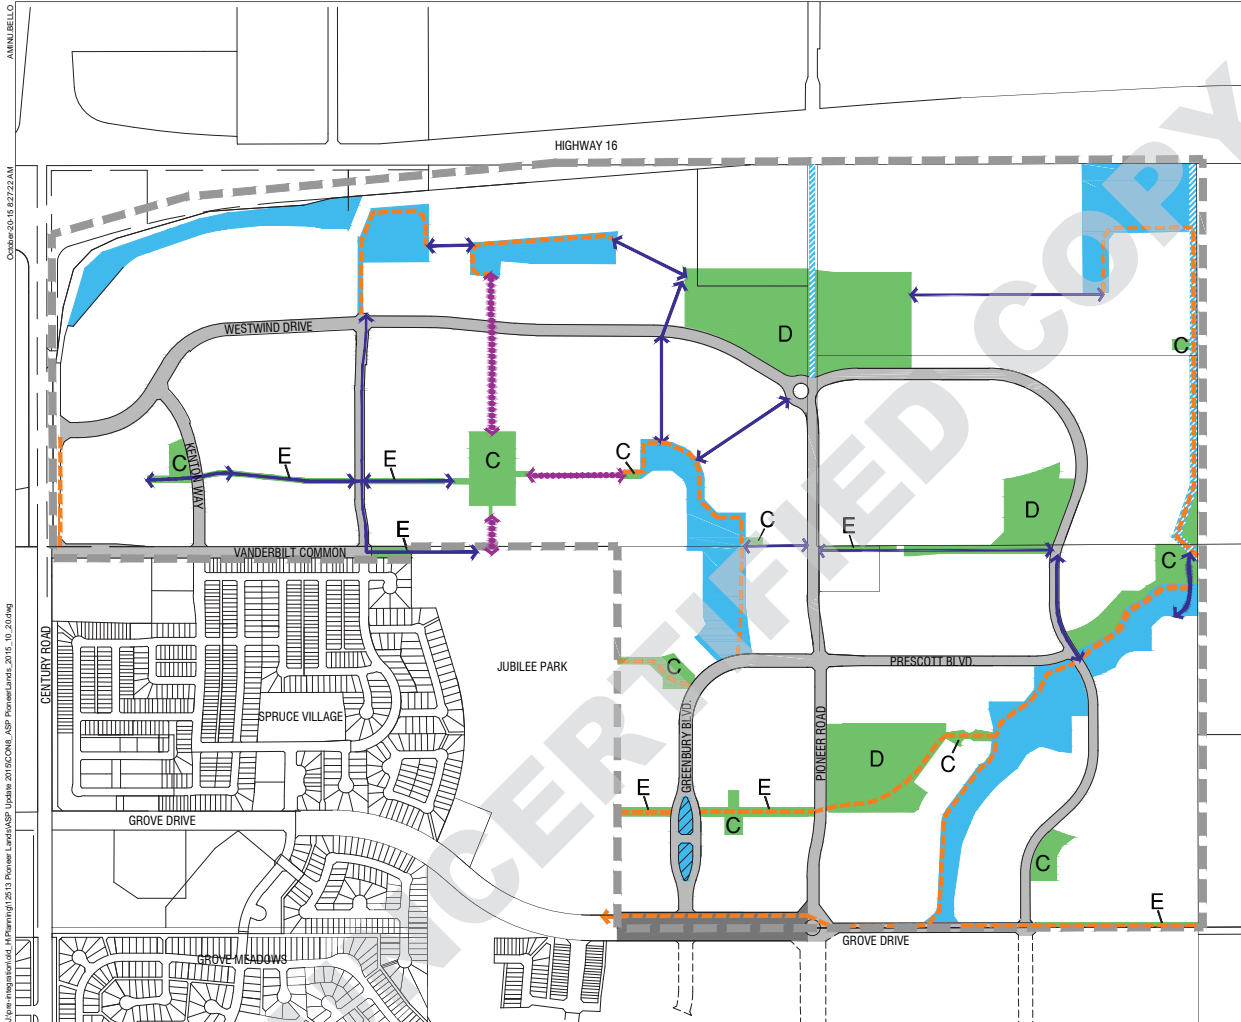 AMINU.BELLO
October-20-15 8:27:22 AM
HIGHWAY 16
WESTWIND DRIVE
D
C
C
KENTON WAY
E
E
C
C
D
C
E
E
VANDERBILT COMMON
C
CENTURY ROAD
JUBILEE PARK
C
PRESCOTT BLVD.
SPRUCE VILLAGE
GREENBURY BLVD.
PIONEER ROAD
D
C
E
E
C
GROVE DRIVE
C
E
GROVE DRIVE
GROVE MEADOWS
UNCERTIFIED COPY